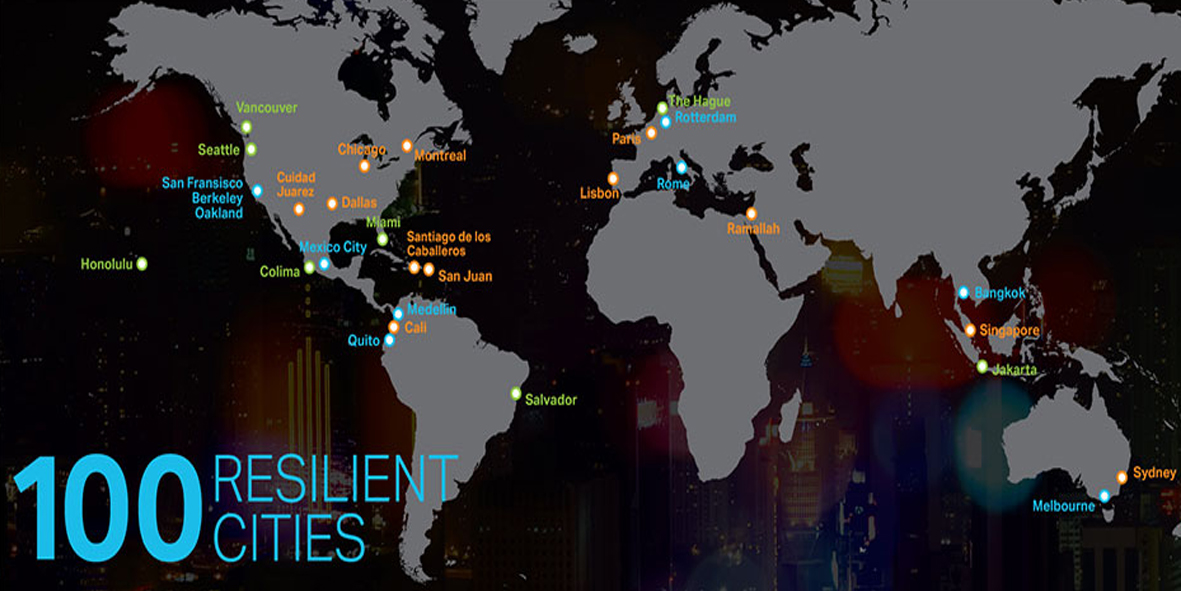 Vancouver
Seattle
San Fransisco
Berkeley
Oakland
Cuidad
Juarez
Chicago
Montreal
Dallas
Miami
Honolulu
Colima
Mexico City
Santiago de los
Caballeros
San Juan
Medellin
Cali
Quito
Salvador
The Hague
Rotterdam
Paris
Rome
Lisbon
Ramallah
Bangkok
Singapore
Jakarta
Sydney
Melbourne
100 RESILIENT
CITIES